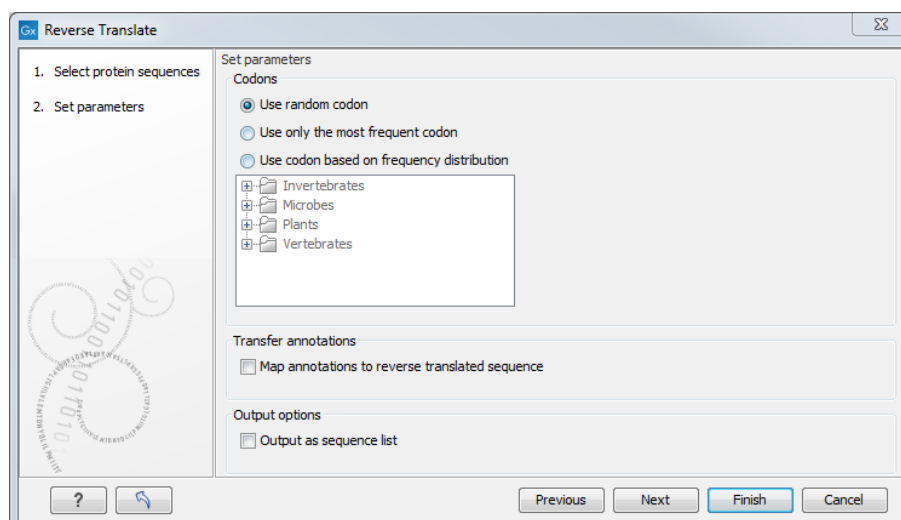 Gx Reverse Translate
1. Select protein sequences
2. Set parameters
Set parameters
Codons
Use random codon
Use only the most frequent codon
Use codon based on frequency distribution
Invertebrates
Microbes
Plants
Vertebrates
Transfer annotations
Map annotations to reverse translated sequence
Output options
Output as sequence list
?
Previous
Next
Finish
Cancel